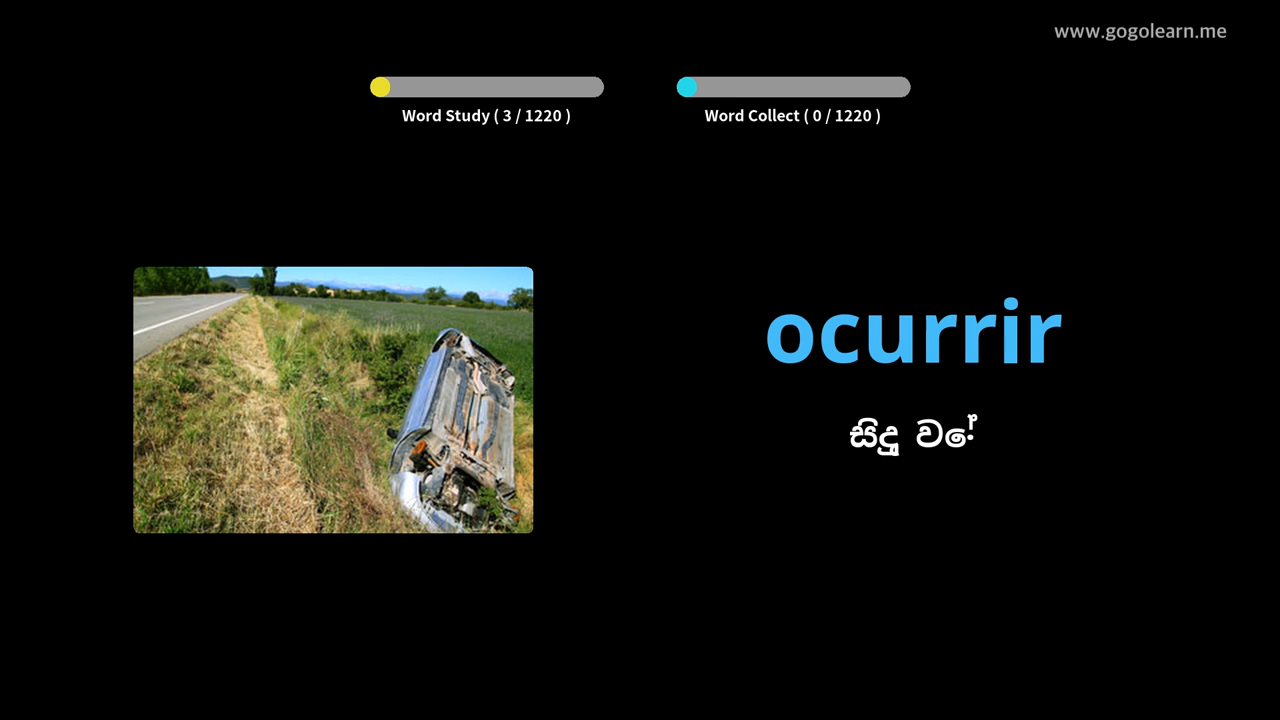 www.gogolearn.me
Word Study ( 3 / 1220 )
Word Collect ( 0 / 1220 )
ocurrir
සිදු වේ.